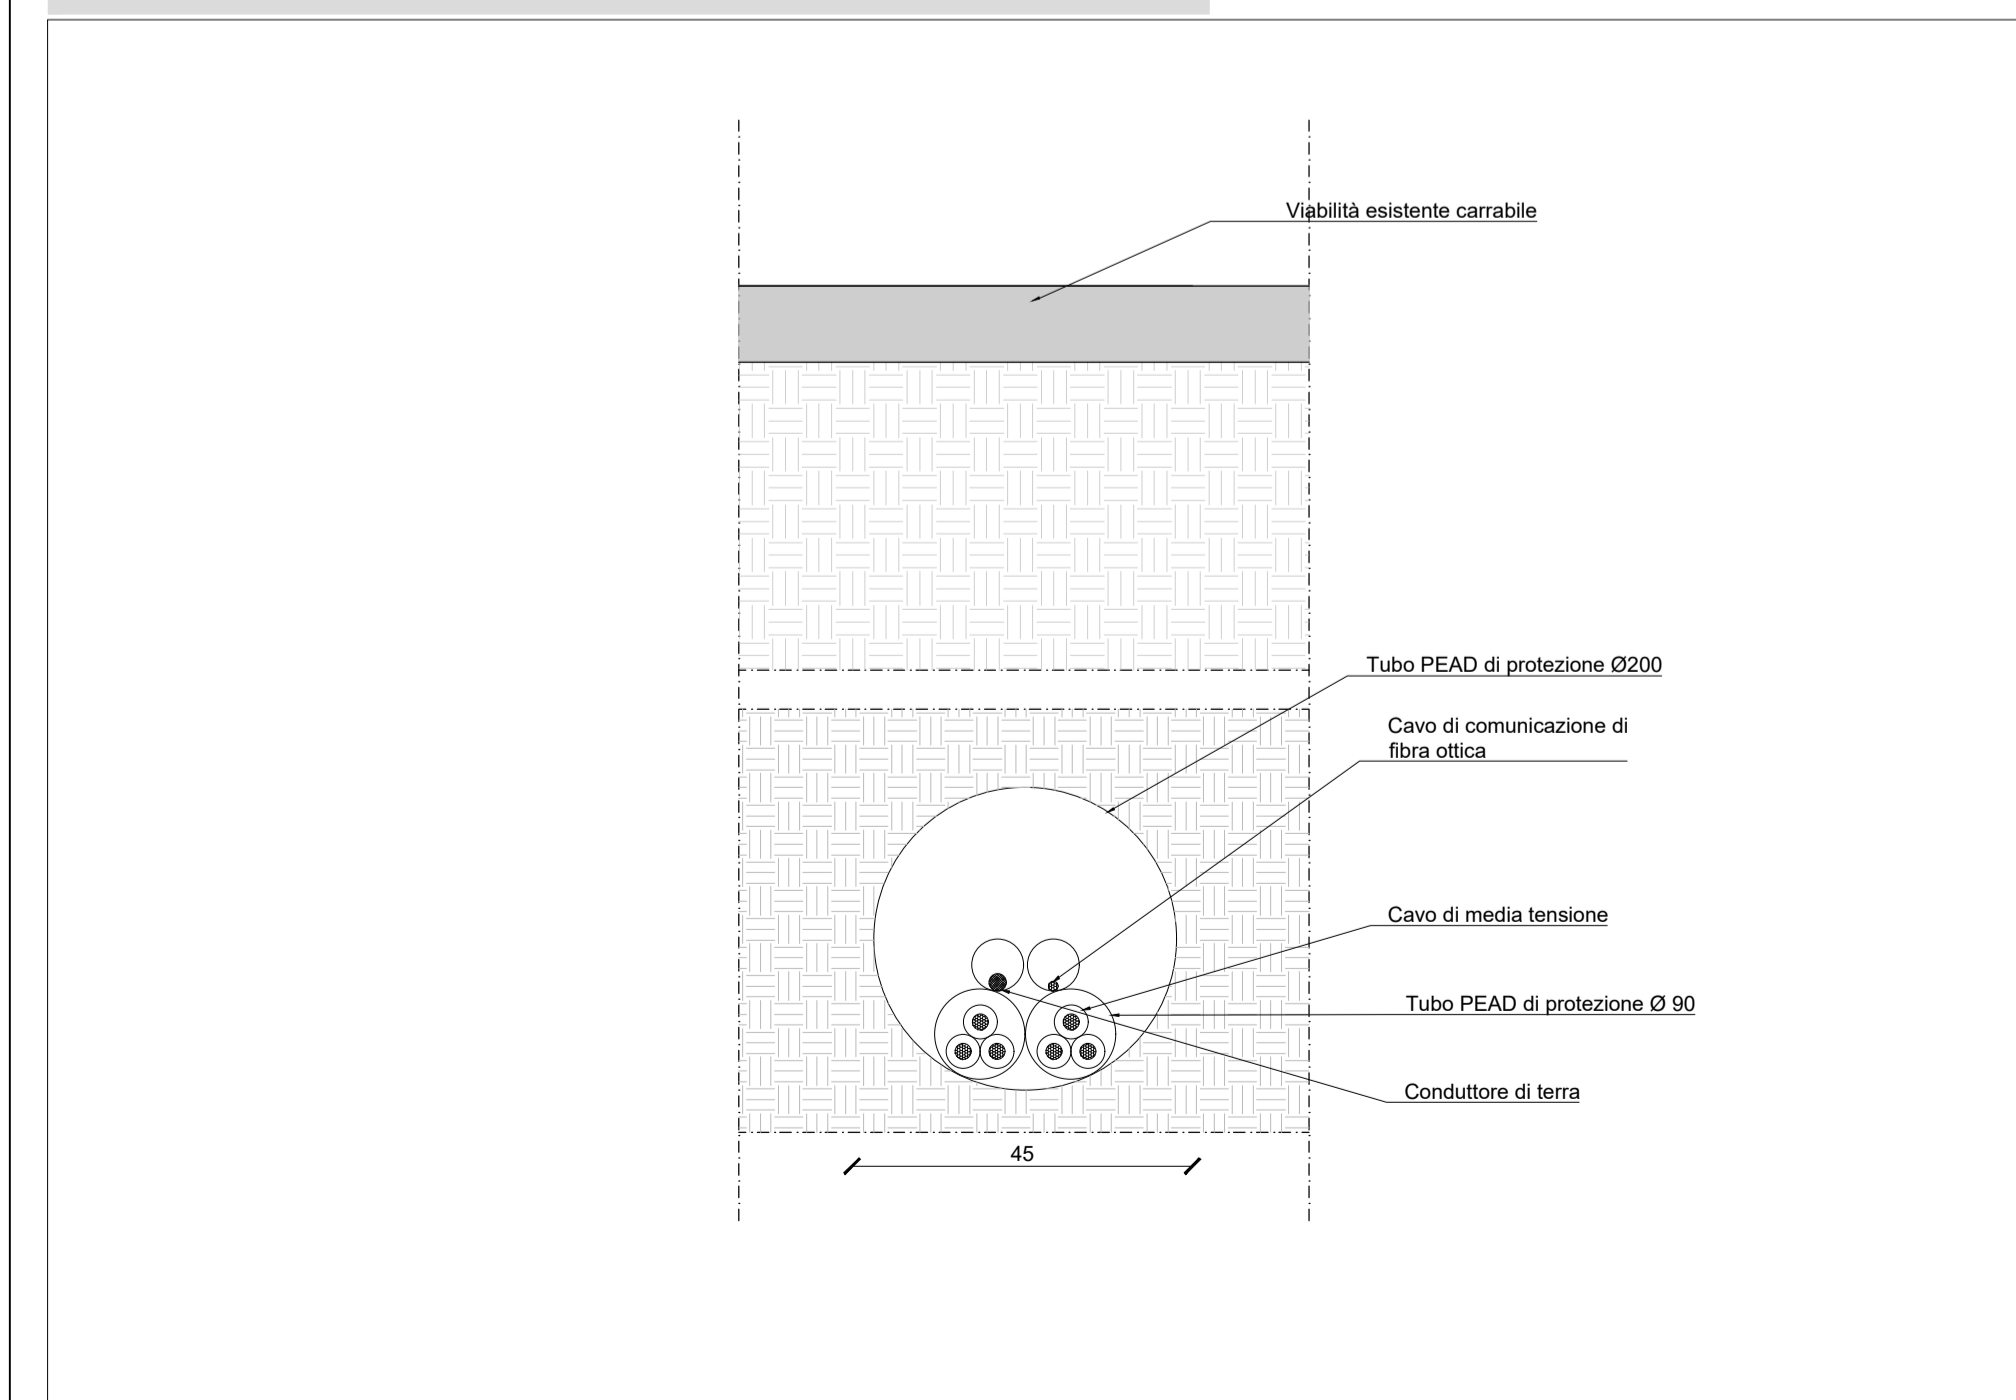 Viabilità esistente carrabile
Tubo PEAD di protezione Ø200
Cavo di comunicazione di
fibra ottica
Cavo di media tensione
Tubo PEAD di protezione Ø 90
Conduttore di terra
45